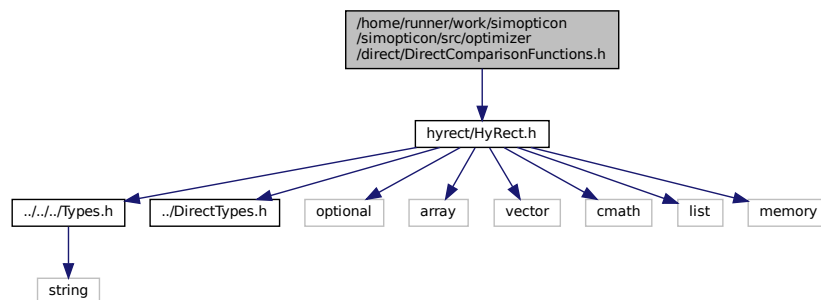 /home/runner/work/simopticon
/simopticon/src/optimizer
/direct/DirectComparisonFunctions.h
hyrect/HyRect.h
../../../Types.h
../DirectTypes.h
optional
array
vector
cmath
list
memory
string